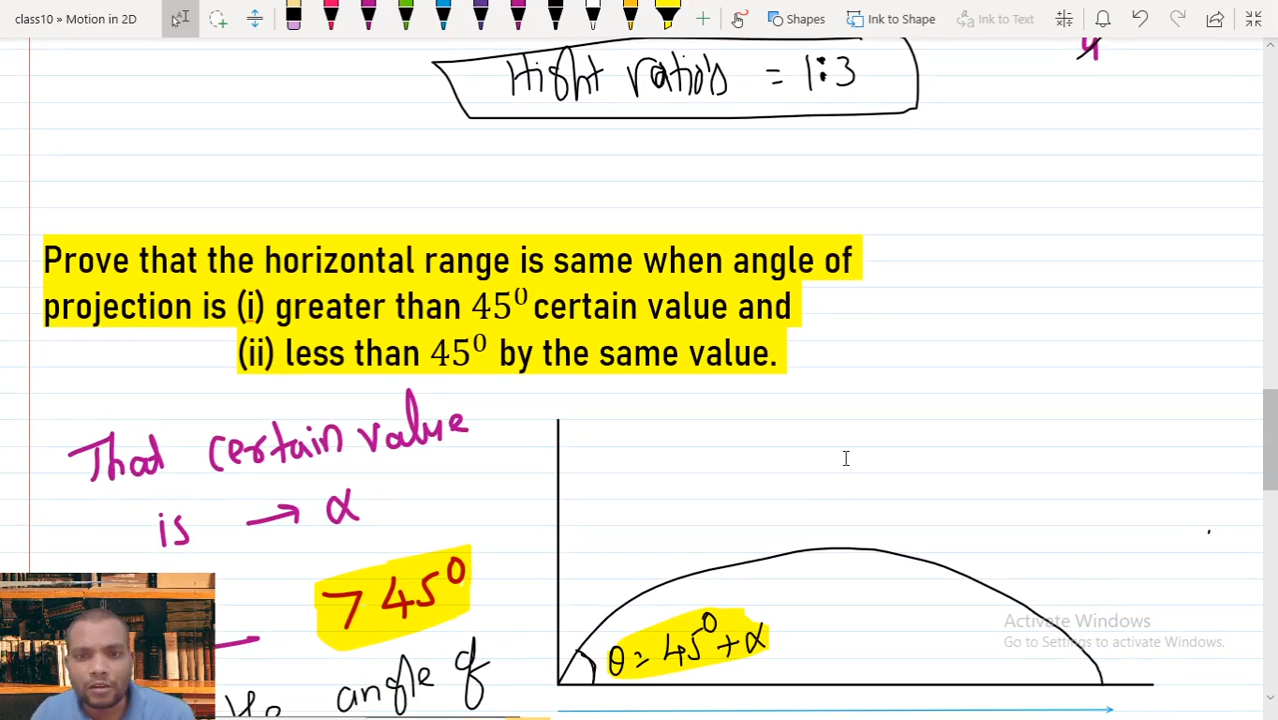 class10 » Motion in 2D
Shapes
Ink to Shape
Ink to Text
4
Hight ratio's = 1:3
Prove that the horizontal range is same when angle of
projection is (i) greater than 45⁰ certain value and
(ii) less than 45⁰ by the same value.
That certain value
is → α
> 45⁰
θ = 45⁰ + α
angle of
Activate Windows
Go to Settings to activate Windows.